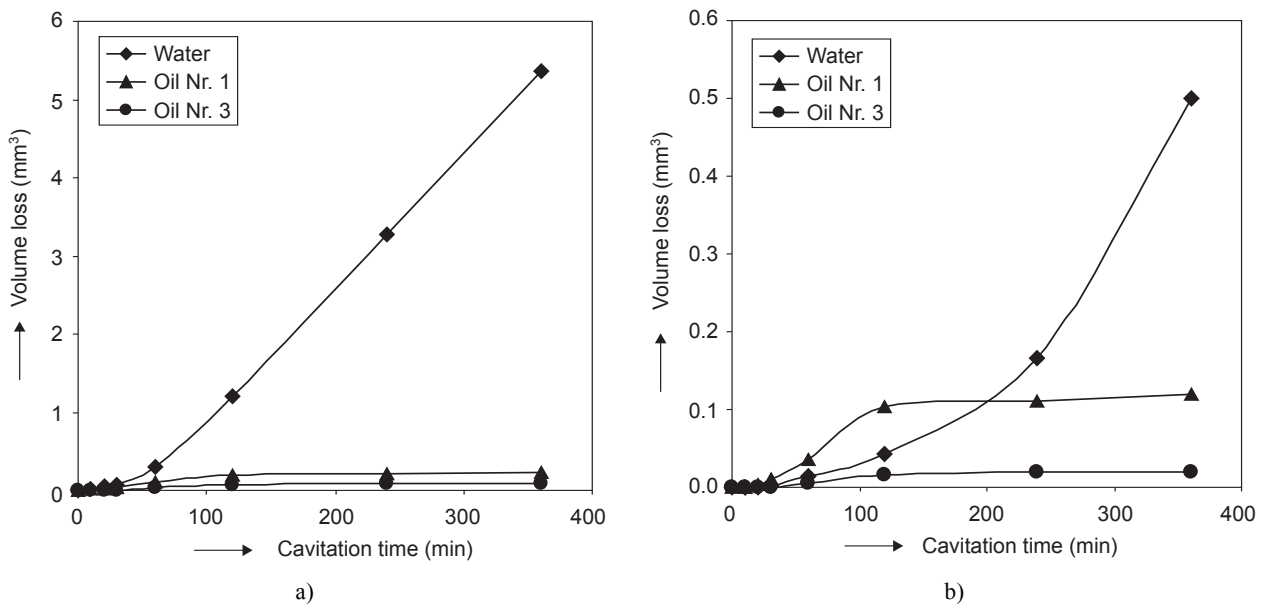 6
5
4
3
2
1
0
Volume loss (mm³)
Water
Oil Nr. 1
Oil Nr. 3
0
100
200
300
400
Cavitation time (min)
a)
0.6
0.5
0.4
0.3
0.2
0.1
0.0
Volume loss (mm³)
Water
Oil Nr. 1
Oil Nr. 3
0
100
200
300
400
Cavitation time (min)
b)